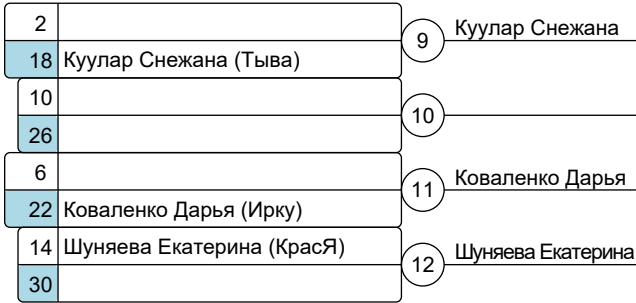 2
9 Куулар Снежана
18 Куулар Снежана (Тыва)
10
10
26
6
11 Коваленко Дарья
22 Коваленко Дарья (Ирку)
14 Шуняева Екатерина (КрасЯ)
12 Шуняева Екатерина
30